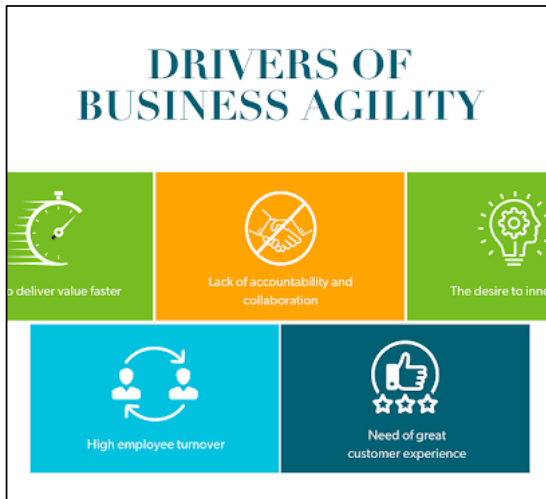 DRIVERS OF
BUSINESS AGILITY
o deliver value faster
Lack of accountability and
collaboration
The desire to inno
High employee turnover
Need of great
customer experience